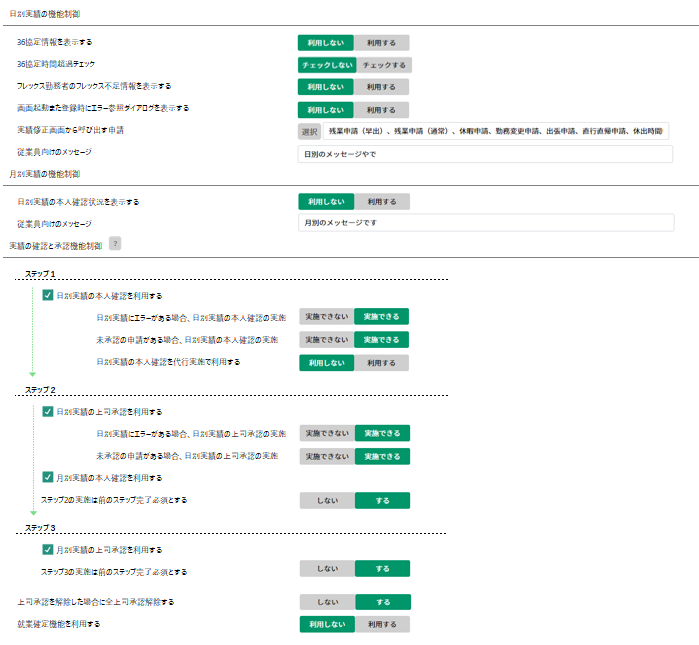 日別実績の機能制御
36協定情報を表示する 利用しない 利用する
36協定時間超過チェック チェックしない チェックする
フレックス勤務者のフレックス不足情報を表示する 利用しない 利用する
画面起動また登録時にエラー参照ダイアログを表示する 利用しない 利用する
実績修正画面から呼び出す申請 選択 残業申請（早出）、残業申請（通常）、休暇申請、勤務変更申請、出張申請、直行直帰申請、休出時間
従業員向けのメッセージ 日別のメッセージやで
月別実績の機能制御
日別実績の本人確認状況を表示する 利用しない 利用する
従業員向けのメッセージ 月別のメッセージです
実績の確認と承認機能制御 ?
ステップ1
日別実績の本人確認を利用する
日別実績にエラーがある場合、日別実績の本人確認の実施 実施できない 実施できる
未承認の申請がある場合、日別実績の本人確認の実施 実施できない 実施できる
日別実績の本人確認を代行実施で利用する 利用しない 利用する
ステップ2
日別実績の上司承認を利用する
日別実績にエラーがある場合、日別実績の上司承認の実施 実施できない 実施できる
未承認の申請がある場合、日別実績の上司承認の実施 実施できない 実施できる
月別実績の本人確認を利用する
ステップ2の実施は前のステップ完了必須とする しない する
ステップ3
月別実績の上司承認を利用する
ステップ3の実施は前のステップ完了必須とする しない する
上司承認を解除した場合に全上司承認解除する しない する
就業確定機能を利用する 利用しない 利用する